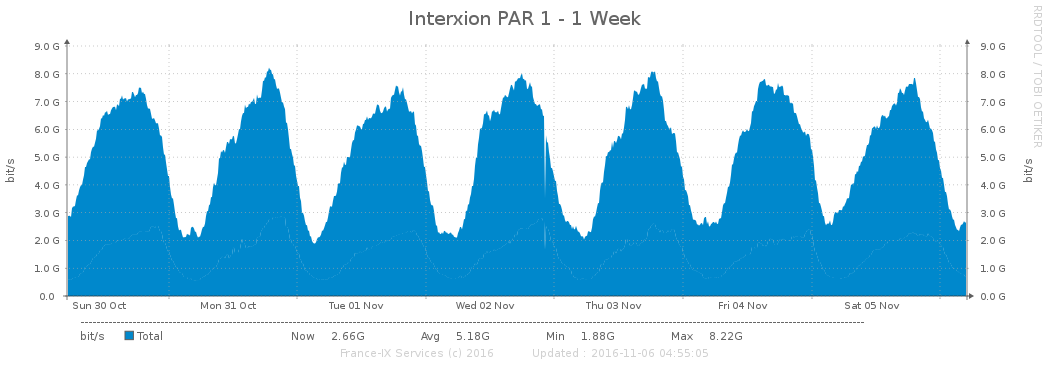 Interxion PAR 1 - 1 Week
RRDTOOL / TOBI OETIKER
9.0 G 9.0 G
8.0 G 8.0 G
7.0 G 7.0 G
6.0 G 6.0 G
5.0 G 5.0 G
4.0 G 4.0 G
3.0 G 3.0 G
2.0 G 2.0 G
1.0 G 1.0 G
0.0 0.0 G
bit/s bit/s
Sun 30 Oct Mon 31 Oct Tue 01 Nov Wed 02 Nov Thu 03 Nov Fri 04 Nov Sat 05 Nov
bit/s Total Now 2.66G Avg 5.18G Min 1.88G Max 8.22G
France-IX Services (c) 2016 Updated : 2016-11-06 04:55:05